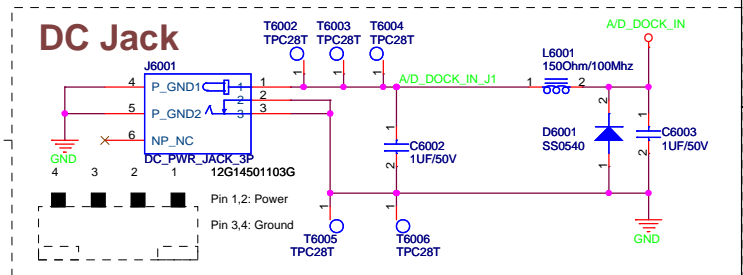 DC Jack
T6002
TPC28T
T6003
TPC28T
T6004
TPC28T
A/D_DOCK_IN
J6001
L6001
150Ohm/100Mhz
4 P_GND1 1 1
A/D_DOCK_IN_J1
1 2
2 2
5 P_GND2 3 3
6 NP_NC
GND
DC_PWR_JACK_3P
12G14501103G
1 1 1
1
C6002
1UF/50V
2
2
D6001
SS0540
1
1
C6003
1UF/50V
2
4 3 2 1
Pin 1,2: Power
Pin 3,4: Ground
1
T6005
TPC28T
1
T6006
TPC28T
GND